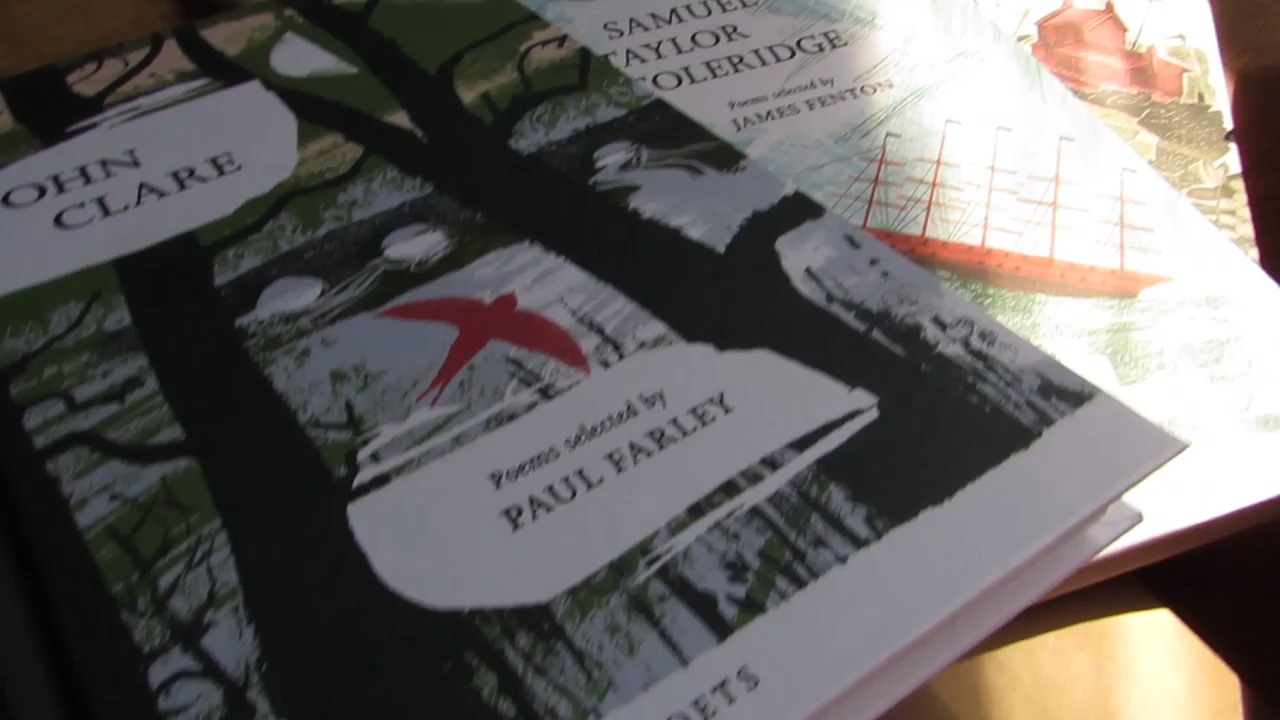 OHN
CLARE
Poems selected by
PAUL FARLEY
OETS
SAMUEL
TAYLOR
COLERIDGE
Poems selected by
JAMES FENTON